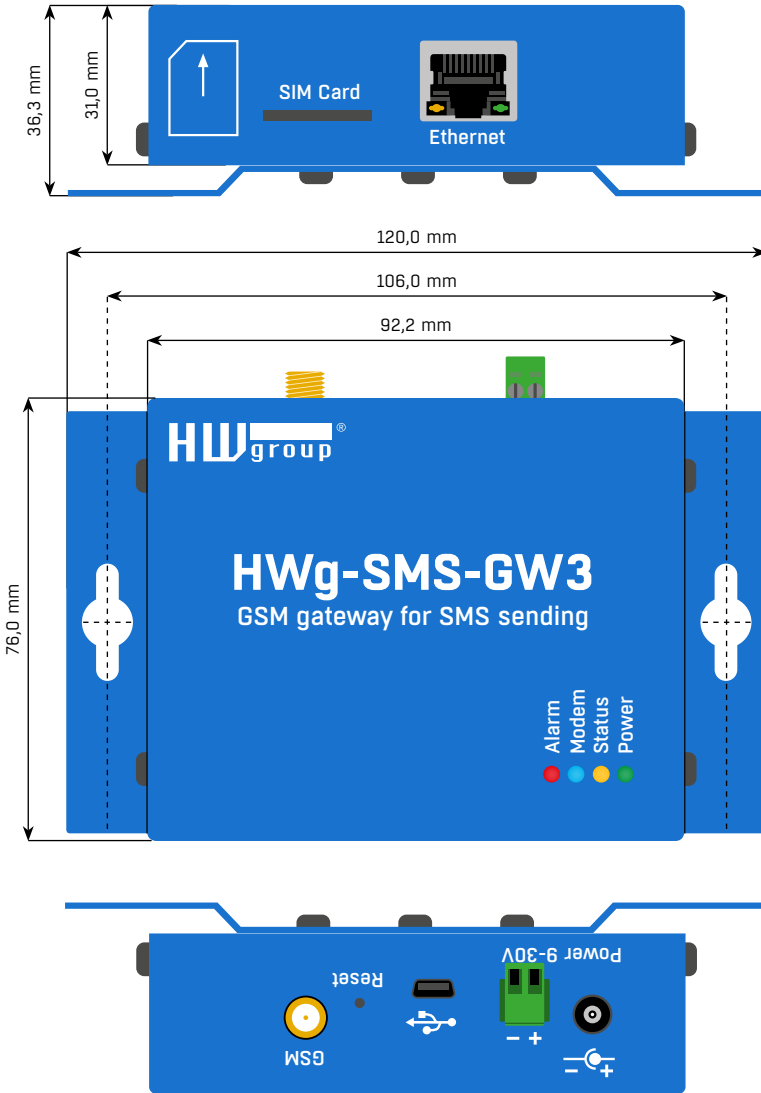 36,3 mm
31,0 mm
SIM Card
Ethernet
120,0 mm
106,0 mm
92,2 mm
76,0 mm
HW group ®
HWg-SMS-GW3
GSM gateway for SMS sending
Alarm
Modem
Status
Power
Power 9-30V
Reset
GSM
− +
− +